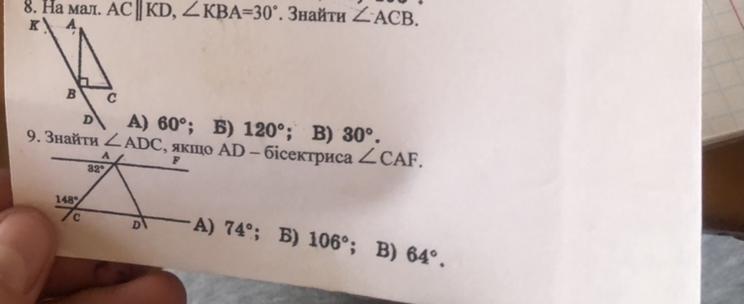 8. На мал. AC∥KD, ∠KBA=30°. Знайти ∠ACB.
K A
B C
D
А) 60°; Б) 120°; В) 30°.
9. Знайти ∠ADC, якщо AD – бісектриса ∠CAF.
A F
32°
148°
C D
А) 74°; Б) 106°; В) 64°.